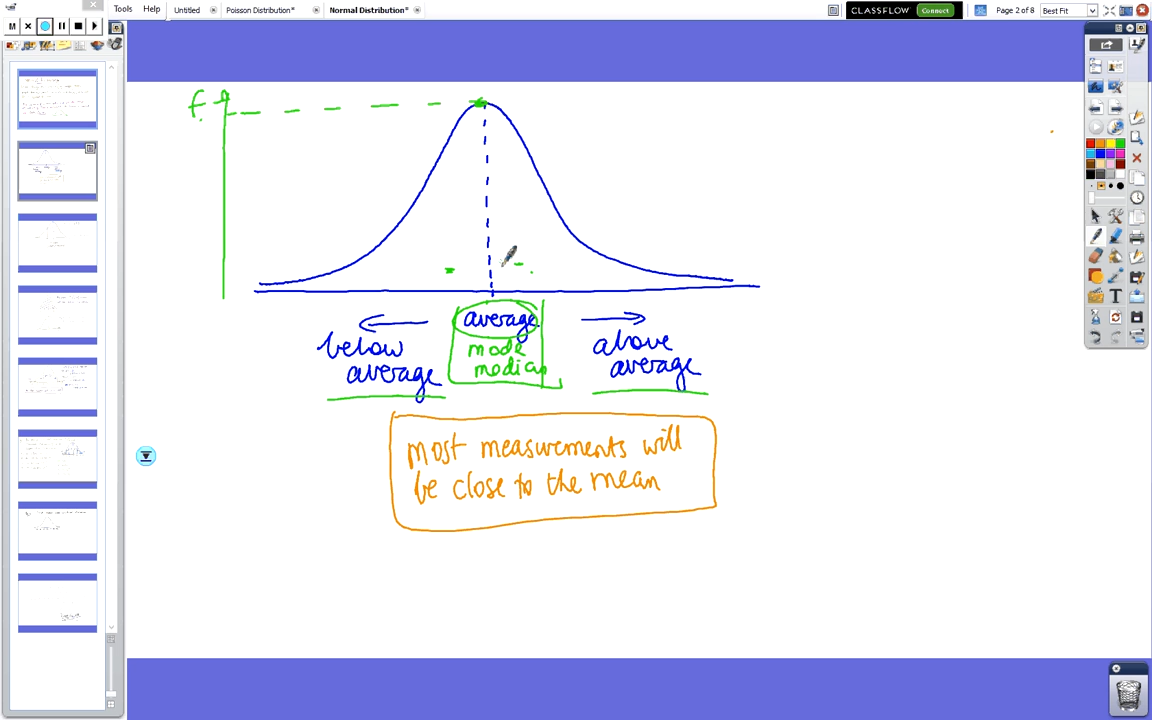 Tools
Help
Untitled
Poisson Distribution*
Normal Distribution*
CLASSFLOW
Connect
Page 2 of 8
Best Fit
M
f.
average
mode
median
below
average
above
average
most measurements will
be close to the mean
T